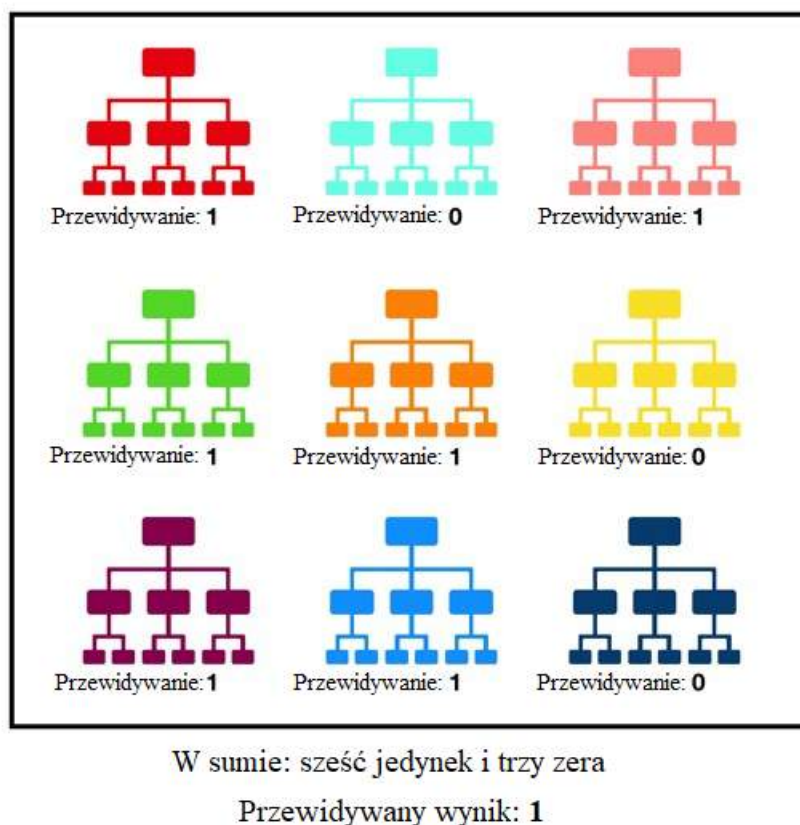 Przewidywanie: 1 Przewidywanie: 0 Przewidywanie: 1
Przewidywanie: 1 Przewidywanie: 1 Przewidywanie: 0
Przewidywanie: 1 Przewidywanie: 1 Przewidywanie: 0
W sumie: sześć jedynek i trzy zera
Przewidywany wynik: 1